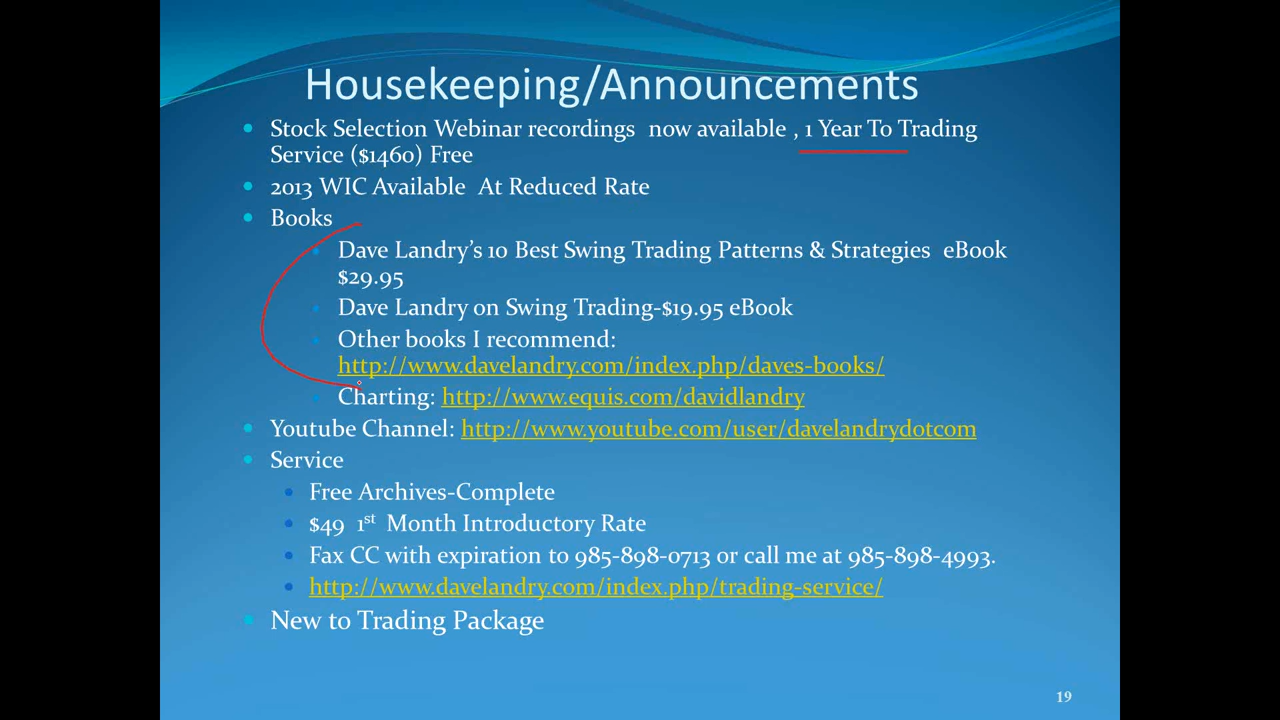 Housekeeping/Announcements
Stock Selection Webinar recordings now available , 1 Year To Trading
Service ($1460) Free
2013 WIC Available At Reduced Rate
Books
Dave Landry’s 10 Best Swing Trading Patterns & Strategies eBook
$29.95
Dave Landry on Swing Trading-$19.95 eBook
Other books I recommend:
http://www.davelandry.com/index.php/daves-books/
Charting: http://www.equis.com/davidlandry
Youtube Channel: http://www.youtube.com/user/davelandrydotcom
Service
Free Archives-Complete
$49 1st Month Introductory Rate
Fax CC with expiration to 985-898-0713 or call me at 985-898-4993.
http://www.davelandry.com/index.php/trading-service/
New to Trading Package
19